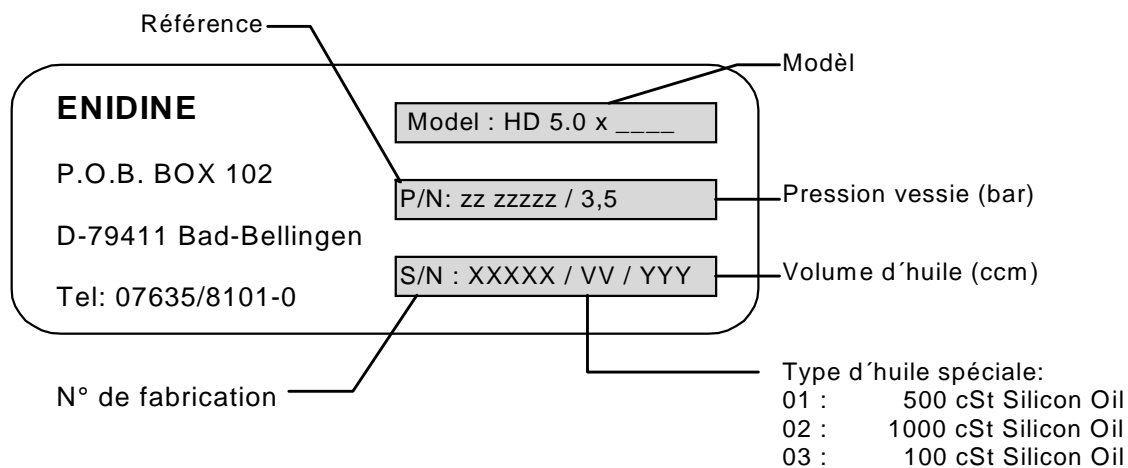 Référence
Modèl
ENIDINE
Model : HD 5.0 x ____
P.O.B. BOX 102
P/N: zz zzzzz / 3,5
Pression vessie (bar)
D-79411 Bad-Bellingen
S/N : XXXXX / VV / YYY
Volume d´huile (ccm)
Tel: 07635/8101-0
N° de fabrication
Type d´huile spéciale:
01 : 500 cSt Silicon Oil
02 : 1000 cSt Silicon Oil
03 : 100 cSt Silicon Oil